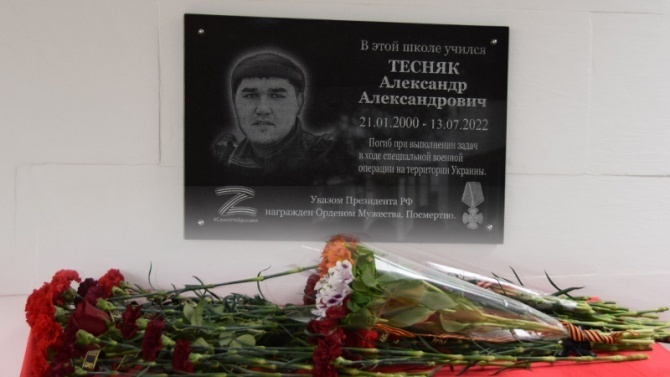 В этой школе учился
ТЕСНЯК
Александр
Александрович
21.01.2000 - 13.07.2022
Погиб при выполнении задач
в ходе специальной военной
операции на территории Украины.
Указом Президента РФ
награжден Орденом Мужества. Посмертно.
Z